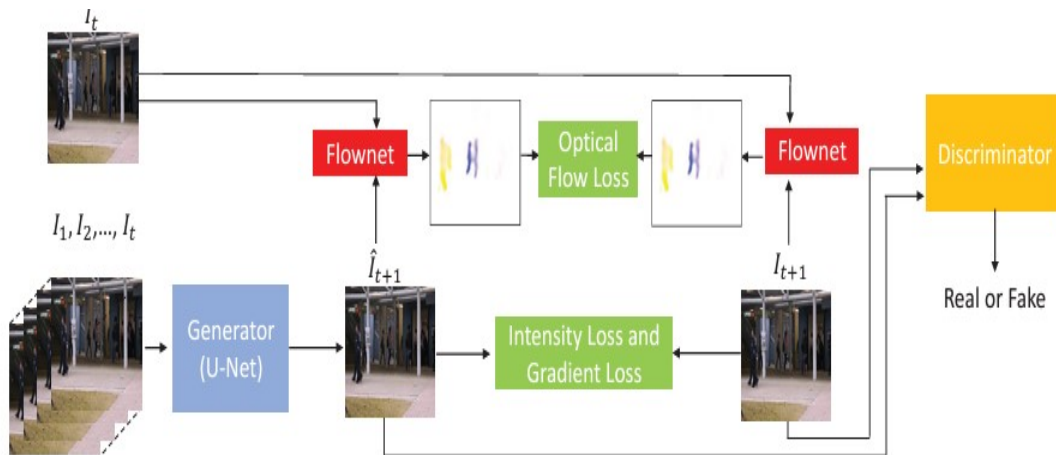 I_t
Flownet
Optical
Flow Loss
Flownet
Discriminator
I_1, I_2,..., I_t
Î_{t+1}
I_{t+1}
Real or Fake
Generator
(U-Net)
Intensity Loss and
Gradient Loss